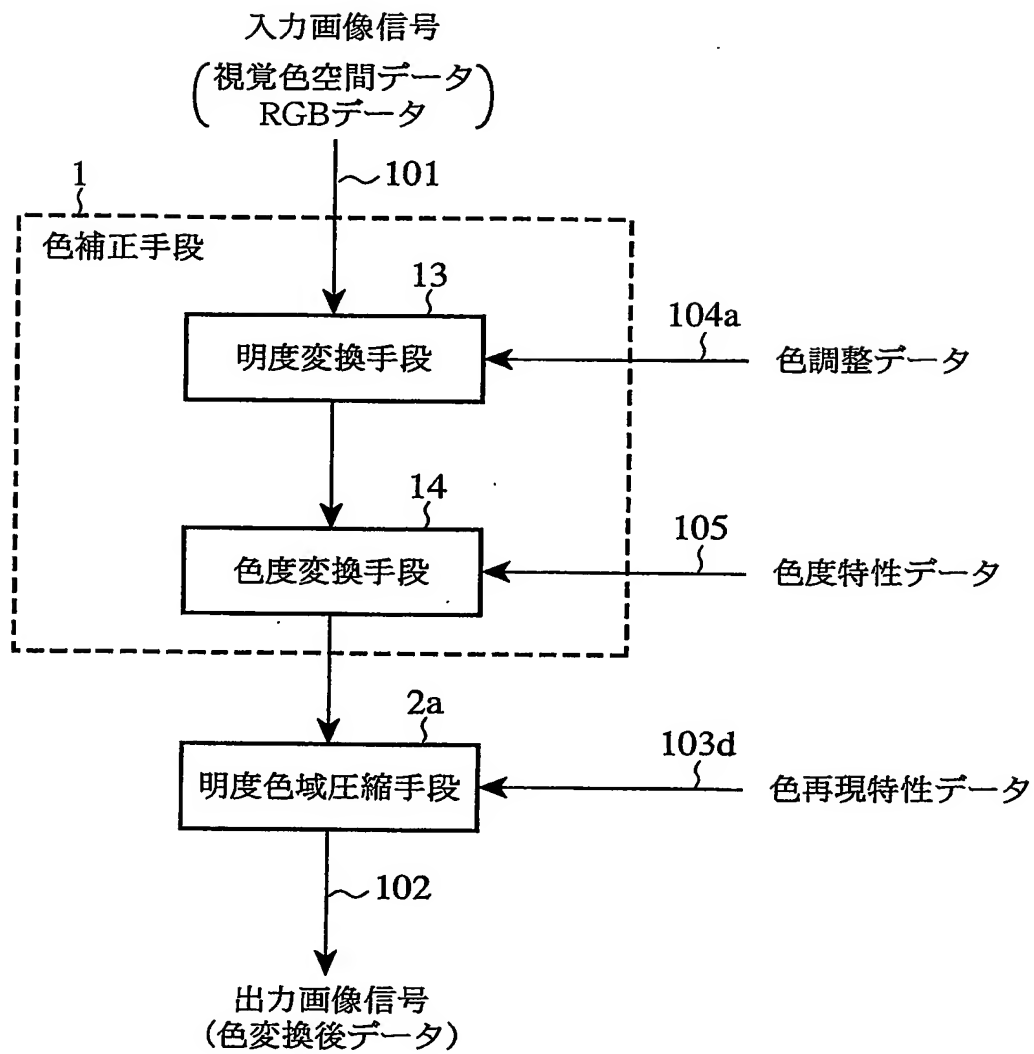 入力画像信号
(視覚色空間データ
RGBデータ)
101
1
色補正手段
13
明度変換手段
104a
色調整データ
14
色度変換手段
105
色度特性データ
2a
明度色域圧縮手段
103d
色再現特性データ
102
出力画像信号
(色変換後データ)